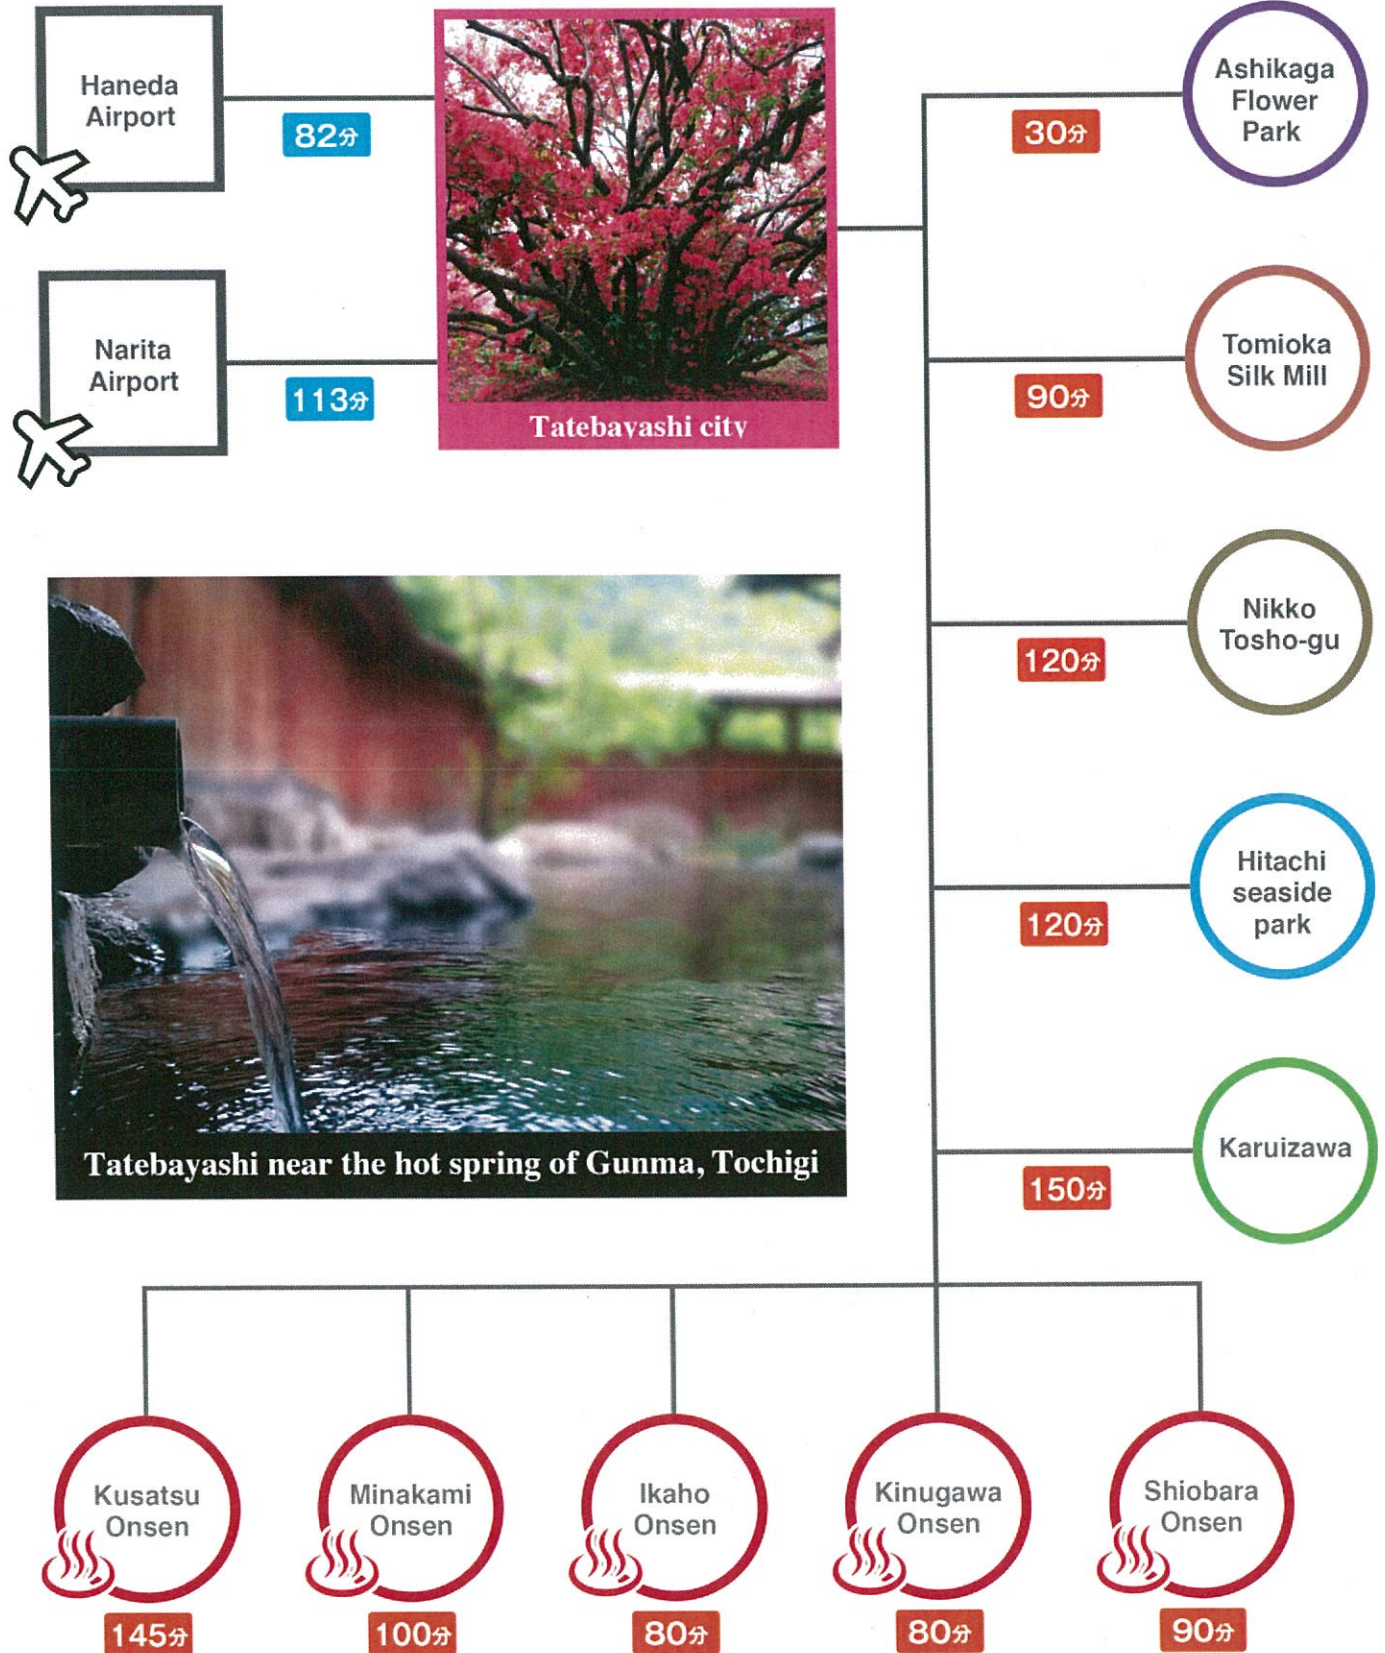 Haneda
Airport
82分
Narita
Airport
113分
Tatebayashi city
Ashikaga
Flower
Park
30分
Tomioka
Silk Mill
90分
Nikko
Tosho-gu
120分
Hitachi
seaside
park
120分
Karuizawa
150分
Tatebayashi near the hot spring of Gunma, Tochigi
Kusatsu
Onsen
145分
Minakami
Onsen
100分
Ikaho
Onsen
80分
Kinugawa
Onsen
80分
Shiobara
Onsen
90分